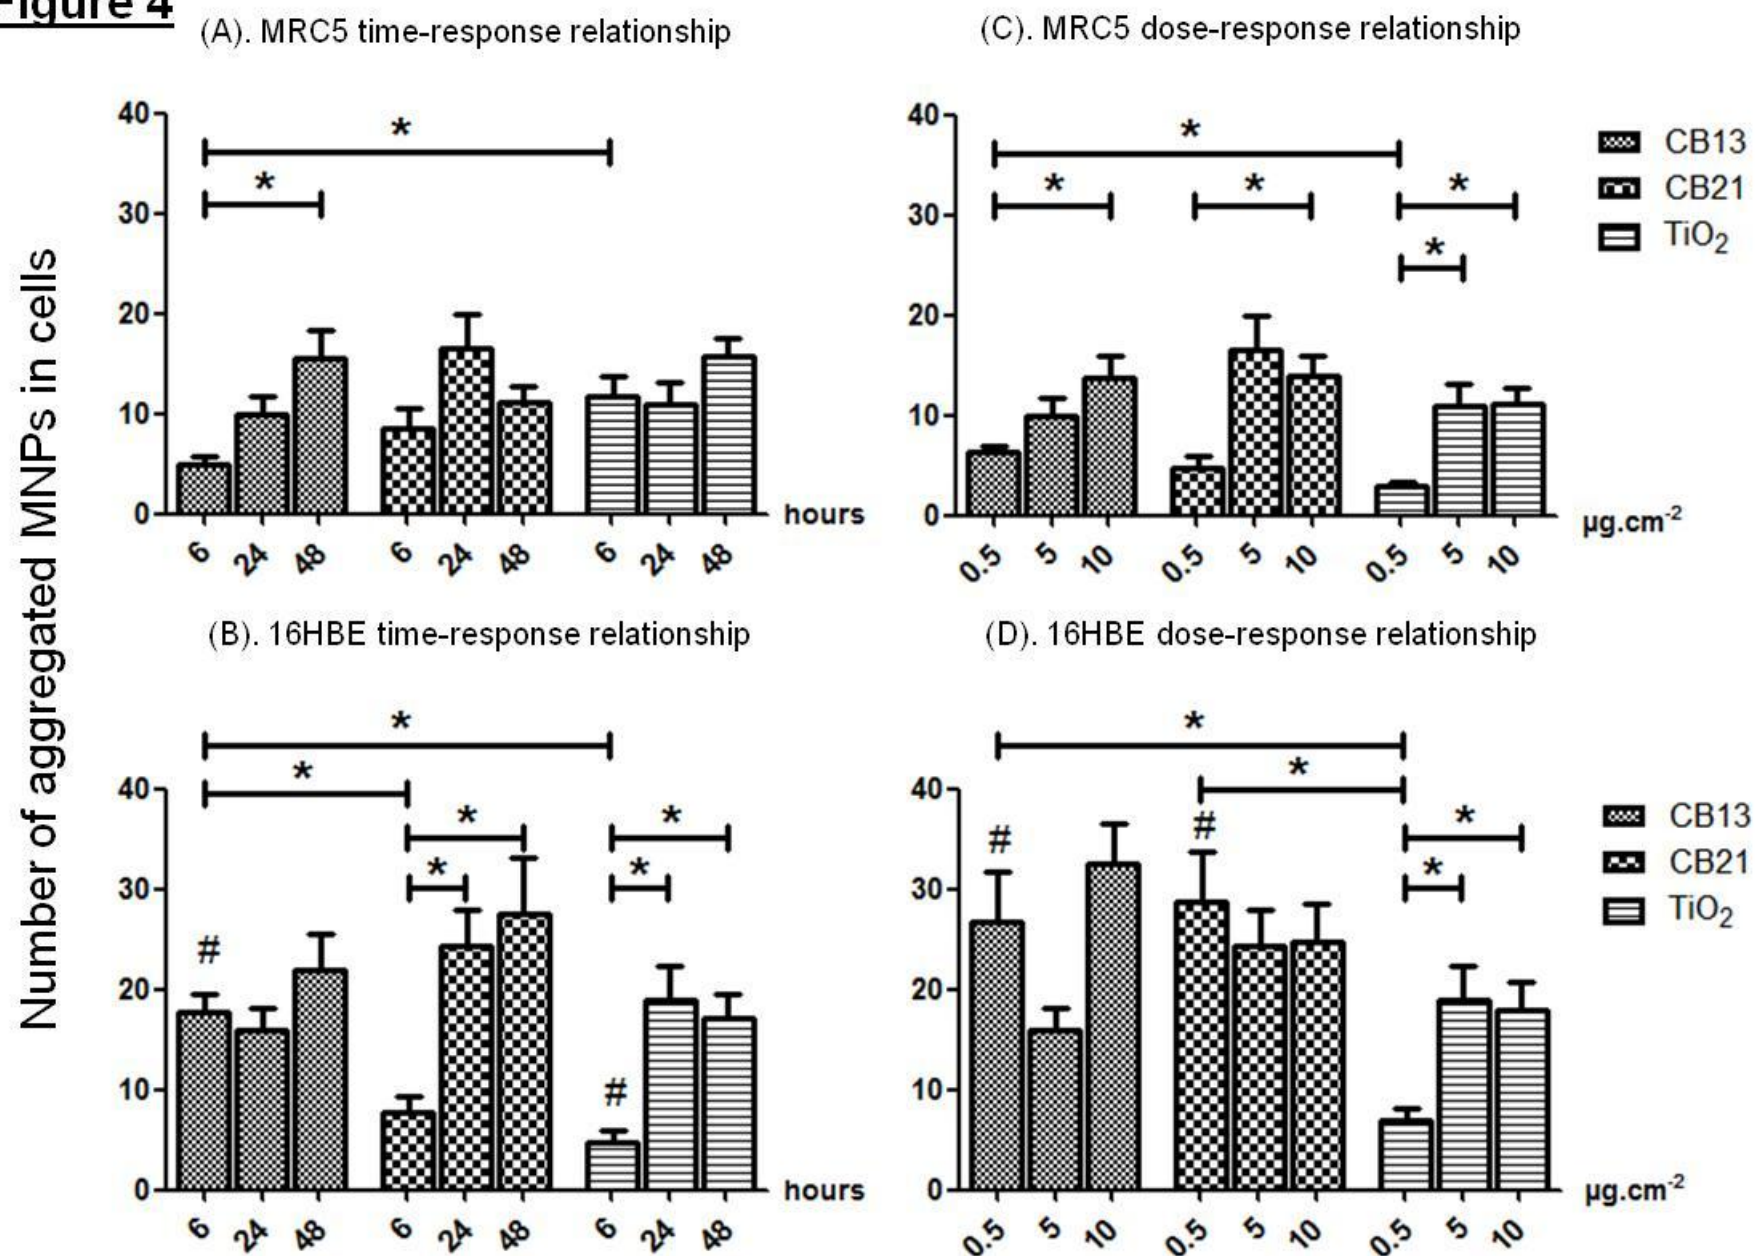 Figure 4
(A). MRC5 time-response relationship
(C). MRC5 dose-response relationship
Number of aggregated MNPs in cells
40
*
30
*
20
10
0
6 24 48 6 24 48 6 24 48
hours
40
*
30
* * *
*
20
10
0
0.5 5 10 0.5 5 10 0.5 5 10
µg.cm-2
CB13
CB21
TiO2
(B). 16HBE time-response relationship
(D). 16HBE dose-response relationship
*
*
40
* *
* *
30
#
20
10
#
0
6 24 48 6 24 48 6 24 48
hours
*
*
40
# # *
*
30
20
10
0
0.5 5 10 0.5 5 10 0.5 5 10
µg.cm-2
CB13
CB21
TiO2